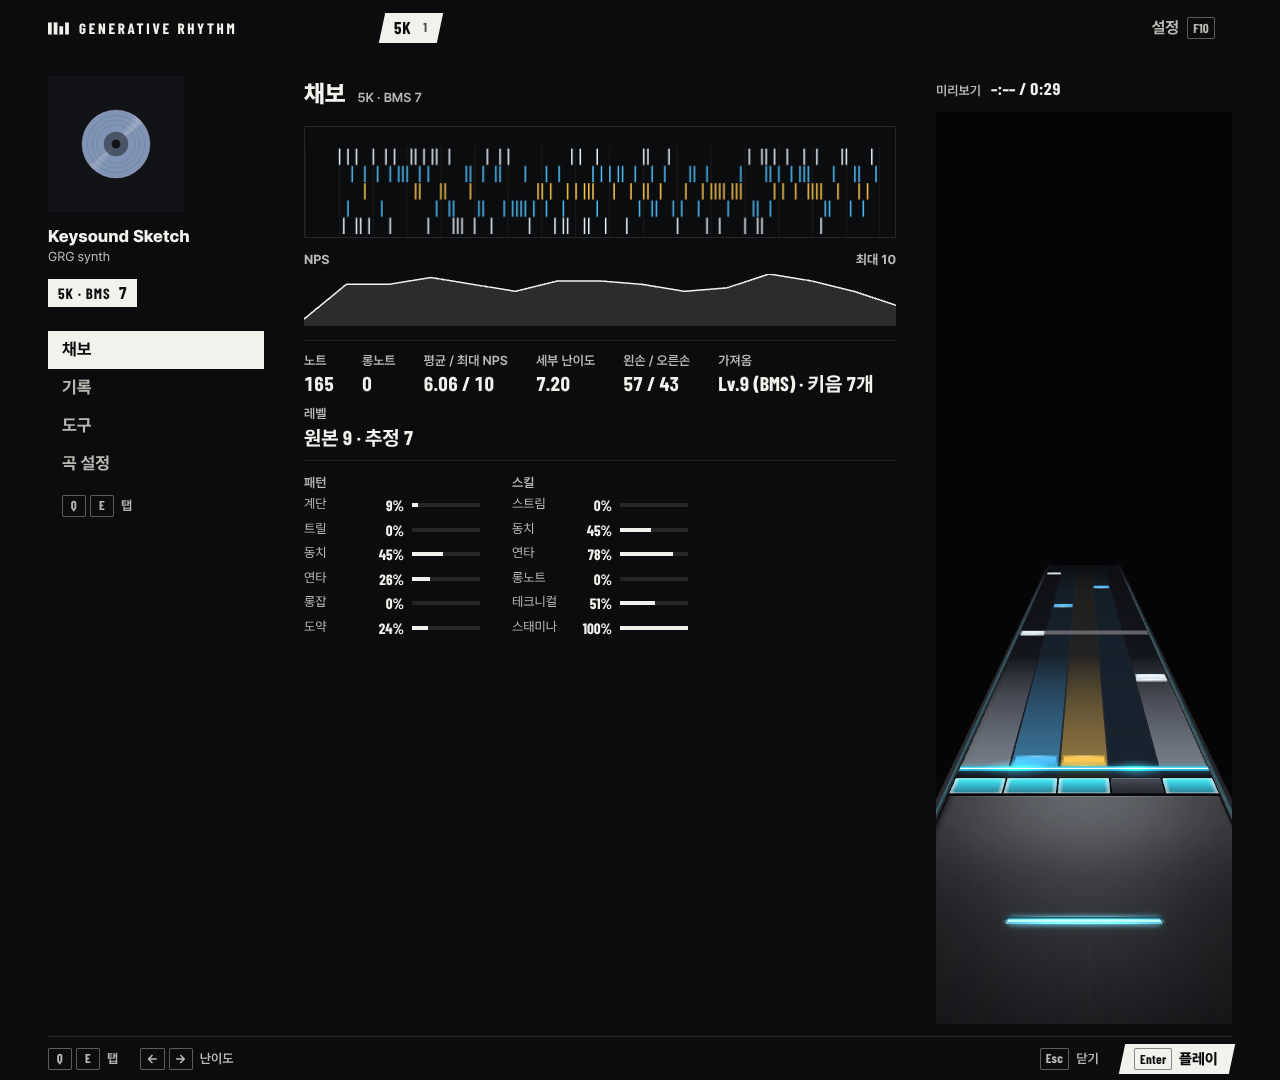 GENERATIVE RHYTHM
5K 1
설정 F10
Keysound Sketch
GRG synth
5K · BMS 7
채보
기록
도구
곡 설정
Q E 탭
채보 5K · BMS 7
NPS 최대 10
노트 롱노트 평균 / 최대 NPS 세부 난이도 왼손 / 오른손 가져옴
165 0 6.06 / 10 7.20 57 / 43 Lv.9 (BMS) · 키음 7개
레벨
원본 9 · 추정 7
패턴 스킬
계단 9% 스트림 0%
트릴 0% 동치 45%
동치 45% 연타 78%
연타 26% 롱노트 0%
롱잡 0% 테크니컬 51%
도약 24% 스태미나 100%
미리보기 -:-- / 0:29
Q E 탭 ← → 난이도
Esc 닫기 Enter 플레이